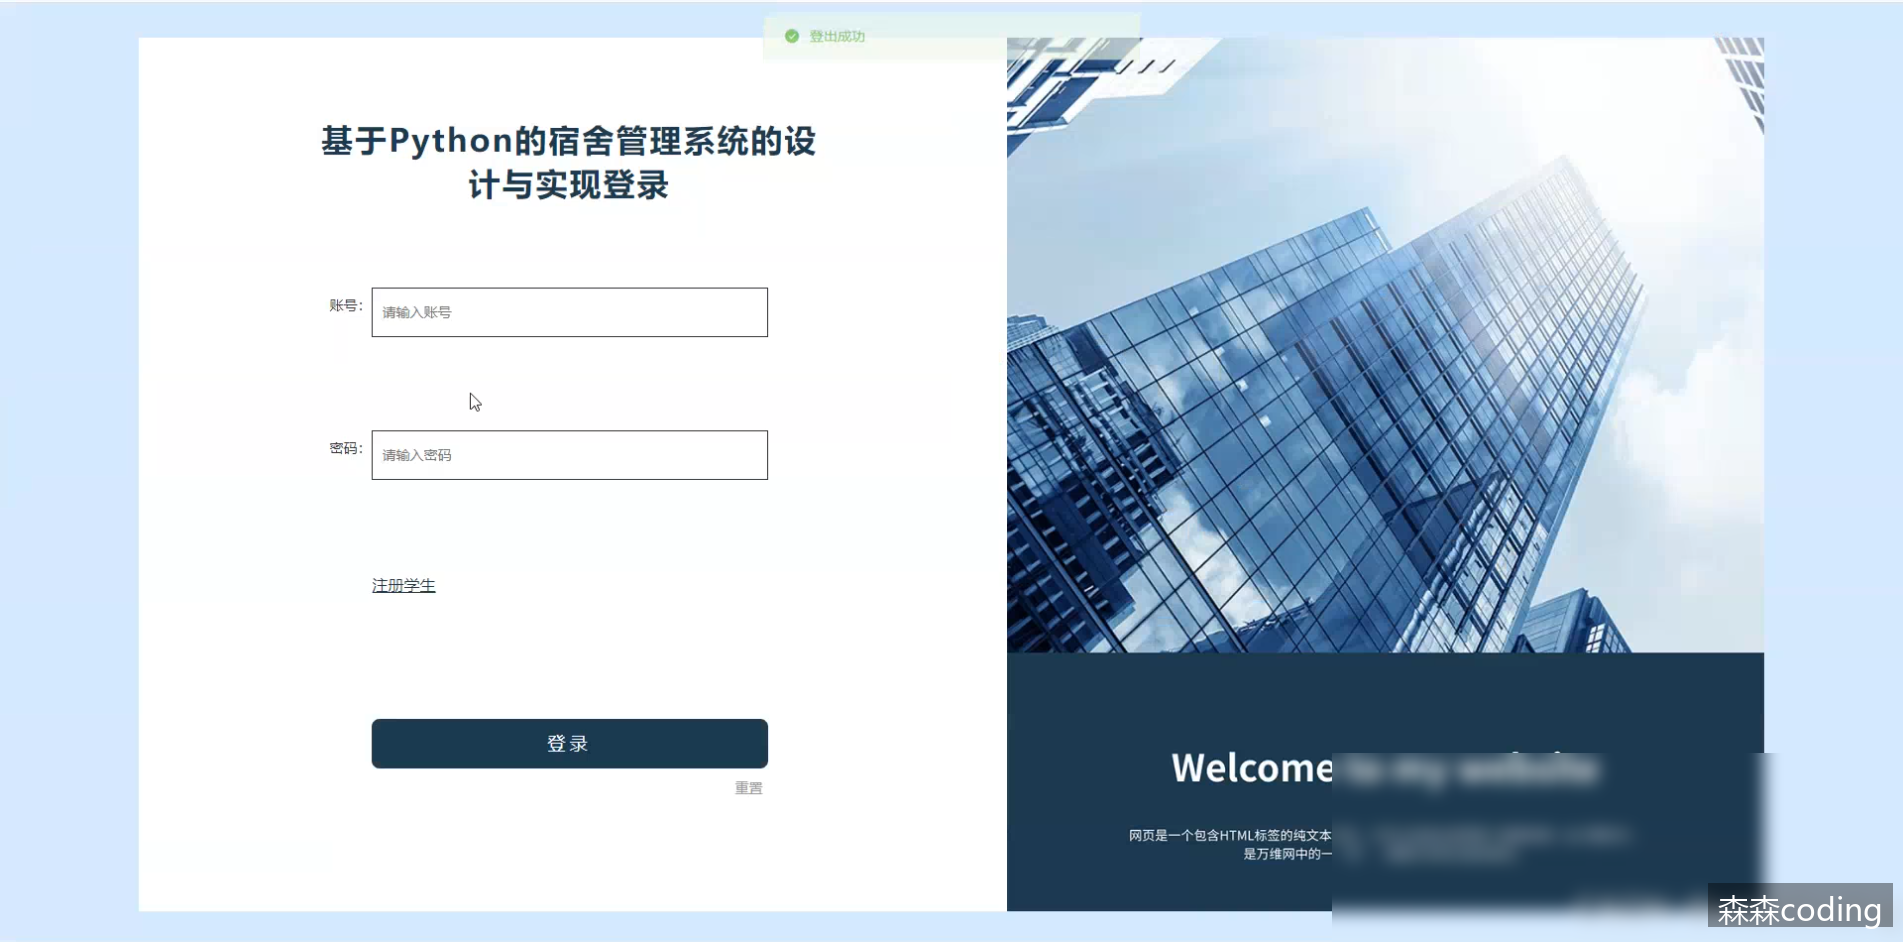 登出成功
基于Python的宿舍管理系统的设
计与实现登录
账号：
请输入账号
密码：
请输入密码
注册学生
登录
重置
Welcome to my website
网页是一个包含HTML标签的纯文本
是万维网中的一
森森coding